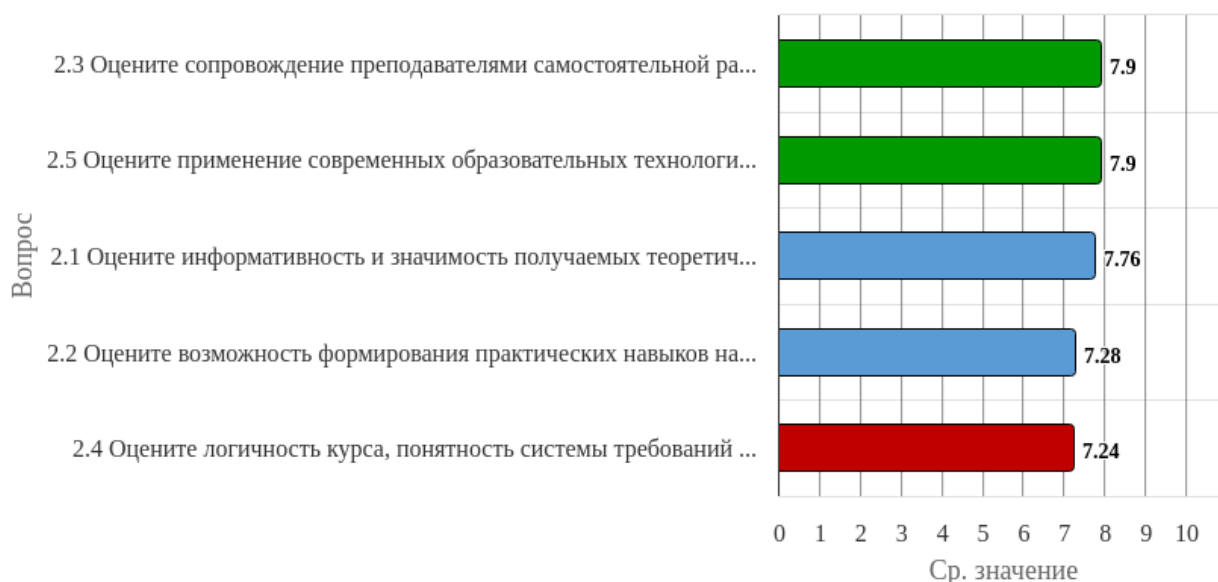 2.3 Оцените сопровождение преподавателями самостоятельной ра...
7.9
2.5 Оцените применение современных образовательных технологи...
7.9
2.1 Оцените информативность и значимость получаемых теоретич...
7.76
2.2 Оцените возможность формирования практических навыков на...
7.28
2.4 Оцените логичность курса, понятность системы требований ...
7.24
Вопрос
0 1 2 3 4 5 6 7 8 9 10
Ср. значение